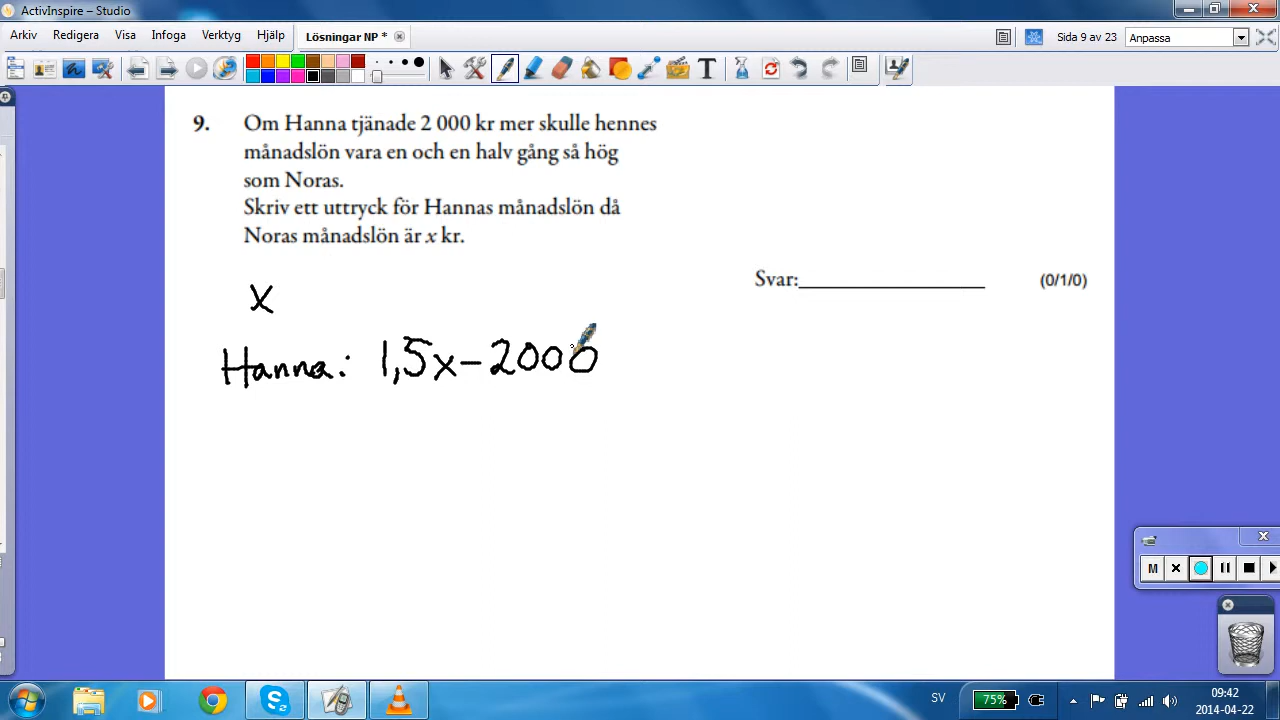 ActivInspire – Studio
Arkiv Redigera Visa Infoga Verktyg Hjälp Lösningar NP * Sida 9 av 23 Anpassa
T
9. Om Hanna tjänade 2 000 kr mer skulle hennes
månadslön vara en och en halv gång så hög
som Noras.
Skriv ett uttryck för Hannas månadslön då
Noras månadslön är x kr.
Svar:_________________ (0/1/0)
x
Hanna: 1,5x-2000
M
SV 75% 09:42
2014-04-22